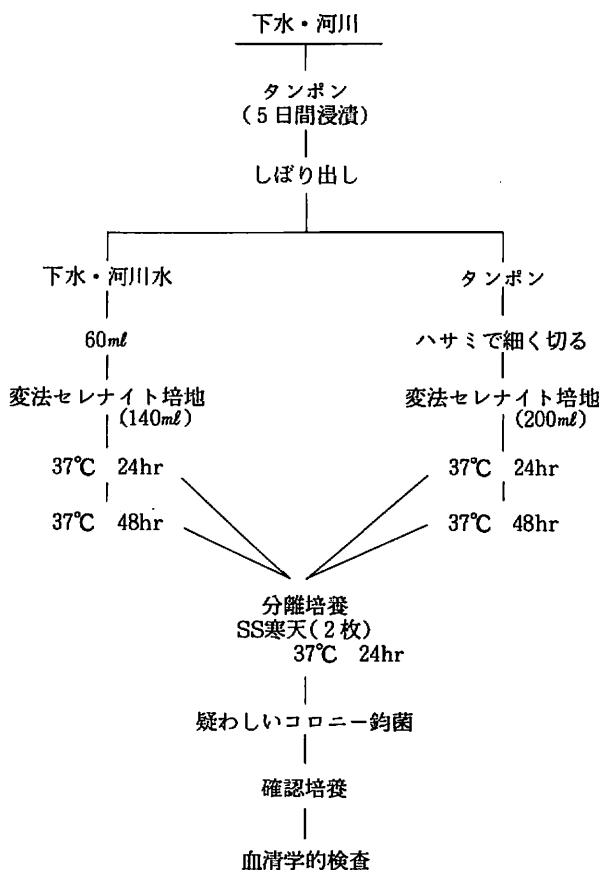 下水・河川
タンポン
(5日間浸漬)
しぼり出し
下水・河川水
タンポン
60mℓ
ハサミで細く切る
変法セレナイト培地
(140mℓ)
変法セレナイト培地
(200mℓ)
37℃ 24hr
37℃ 24hr
37℃ 48hr
37℃ 48hr
分離培養
SS寒天(2枚)
37℃ 24hr
疑わしいコロニー鈎菌
確認培養
血清学的検査